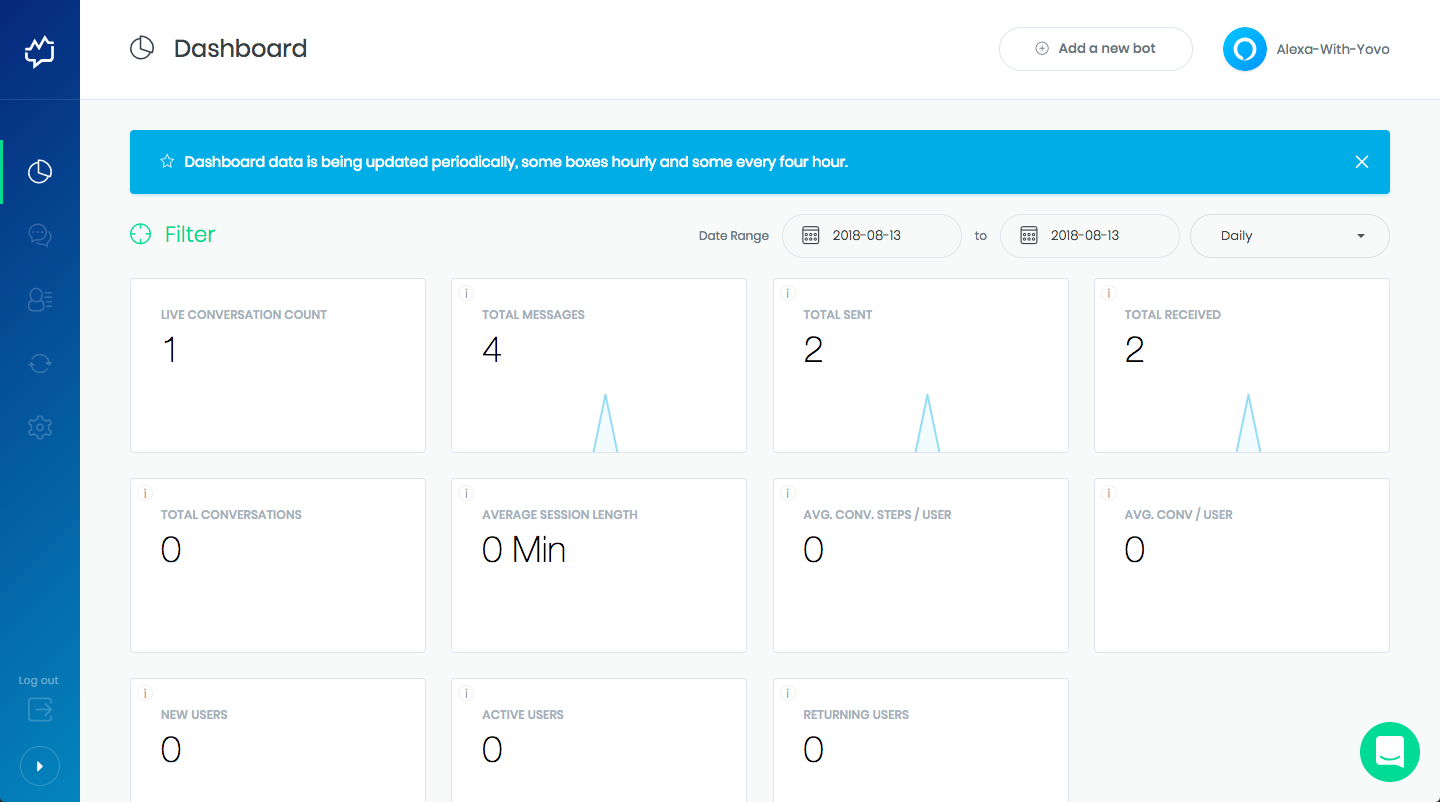 Dashboard
Add a new bot
Alexa-With-Yovo
Dashboard data is being updated periodically, some boxes hourly and some every four hour.
Filter
Date Range
2018-08-13
to
2018-08-13
Daily
LIVE CONVERSATION COUNT
1
i
TOTAL MESSAGES
4
i
TOTAL SENT
2
i
TOTAL RECEIVED
2
i
TOTAL CONVERSATIONS
0
i
AVERAGE SESSION LENGTH
0 Min
i
AVG. CONV. STEPS / USER
0
i
AVG. CONV / USER
0
i
NEW USERS
0
i
ACTIVE USERS
0
i
RETURNING USERS
0
Log out